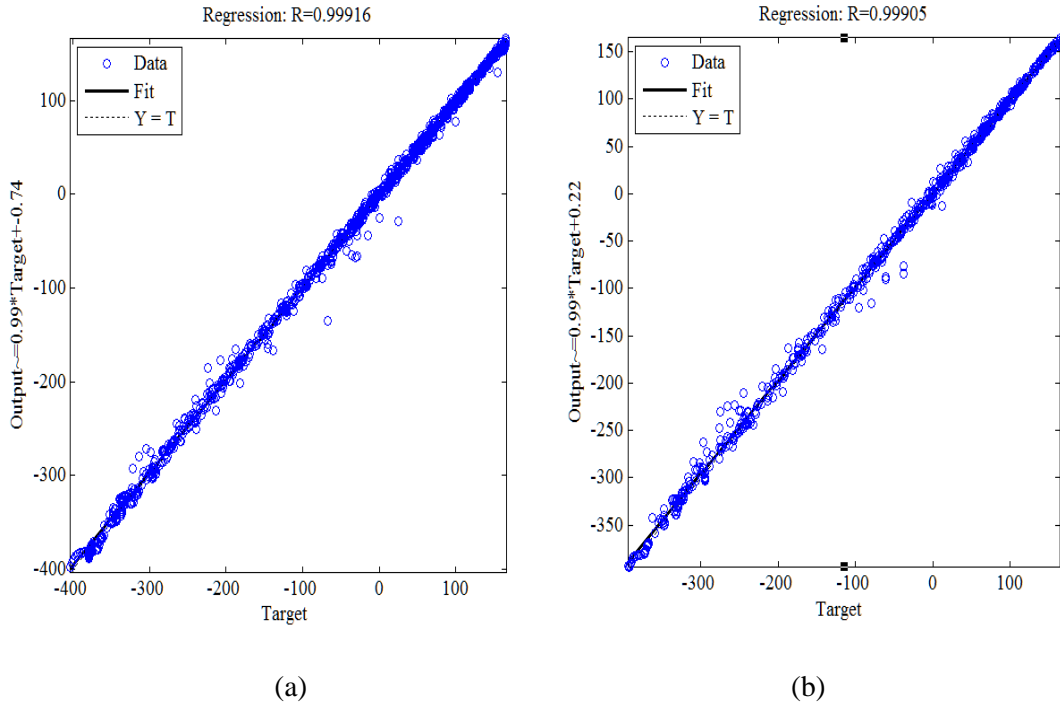 Regression: R=0.99916
Data
Fit
Y = T
100
0
-100
-200
-300
-400
-400 -300 -200 -100 0 100
Target
Output~=0.99*Target+-0.74
(a)
Regression: R=0.99905
Data
Fit
Y = T
150
100
50
0
-50
-100
-150
-200
-250
-300
-350
-300 -200 -100 0 100
Target
Output~=0.99*Target+0.22
(b)